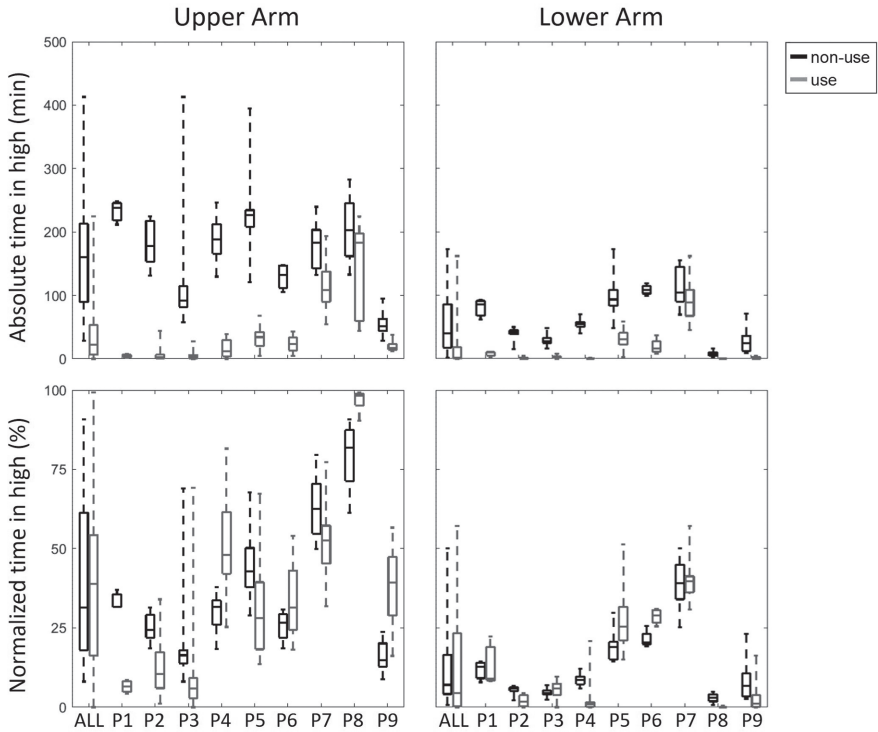 Upper Arm
Lower Arm
non-use
use
Absolute time in high (min)
500
400
300
200
100
0
Normalized time in high (%)
100
75
50
25
0
ALL P1 P2 P3 P4 P5 P6 P7 P8 P9
ALL P1 P2 P3 P4 P5 P6 P7 P8 P9